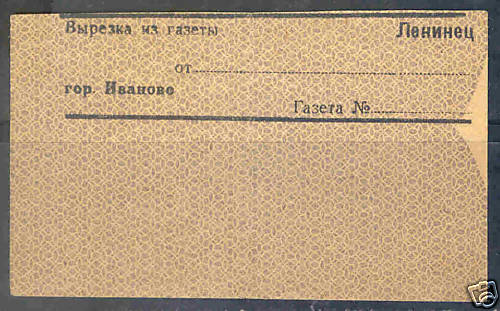 Вырезка из газеты Ленинец
от
гор. Иваново
Газета №